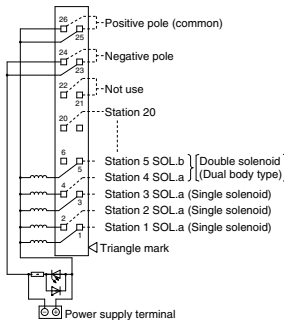 26
Positive pole (common)
25
24
Negative pole
23
22
Not use
21
20
Station 20
6
Station 5 SOL.b
5
Double solenoid
(Dual body type)
Station 4 SOL.a
4
Station 3 SOL.a (Single solenoid)
3
Station 2 SOL.a (Single solenoid)
2
Station 1 SOL.a (Single solenoid)
1
Triangle mark
Power supply terminal